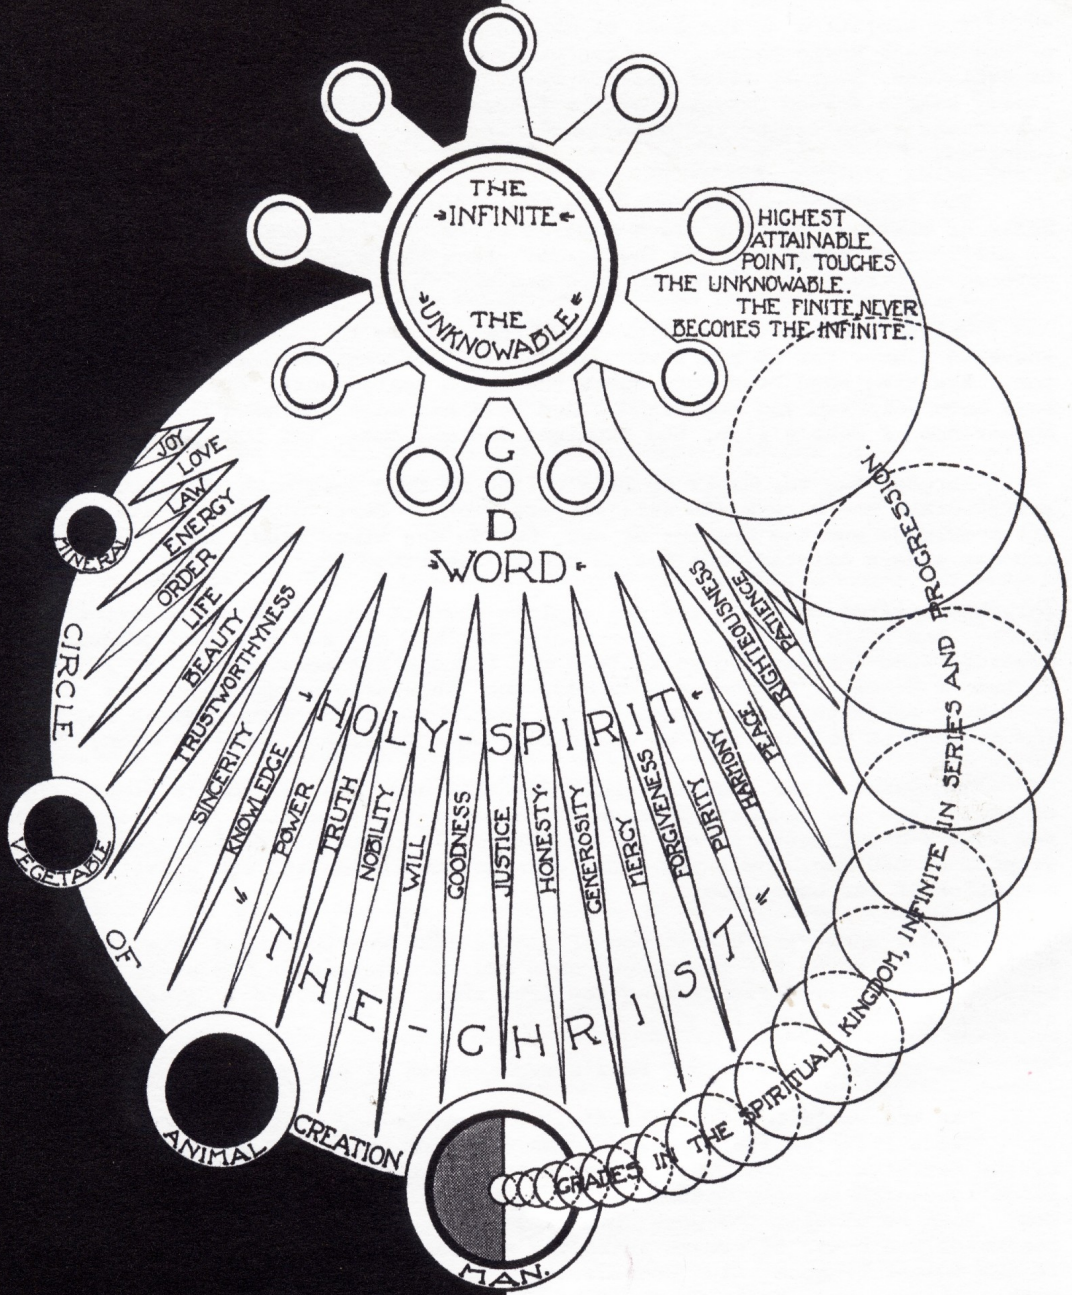 THE
INFINITE
THE
UNKNOWABLE
HIGHEST
ATTAINABLE
POINT, TOUCHES
THE UNKNOWABLE.
THE FINITE, NEVER
BECOMES THE INFINITE.
GOD
WORD
JOY
LOVE
LAW
ENERGY
ORDER
LIFE
BEAUTY
TRUSTWORTHYNESS
SINCERITY
KNOWLEDGE
POWER
TRUTH
NOBILITY
WILL
GOODNESS
JUSTICE
HONESTY
GENEROSITY
MERCY
FORGIVENESS
PURITY
HARMONY
PEACE
RIGHTEOUSNESS
PATIENCE
HOLY-SPIRIT
THE-CHRIST
MINERAL
VEGETABLE
ANIMAL
MAN.
CIRCLE OF CREATION
GRADES IN THE SPIRITUAL KINGDOM, INFINITE IN SERIES AND PROGRESSION.